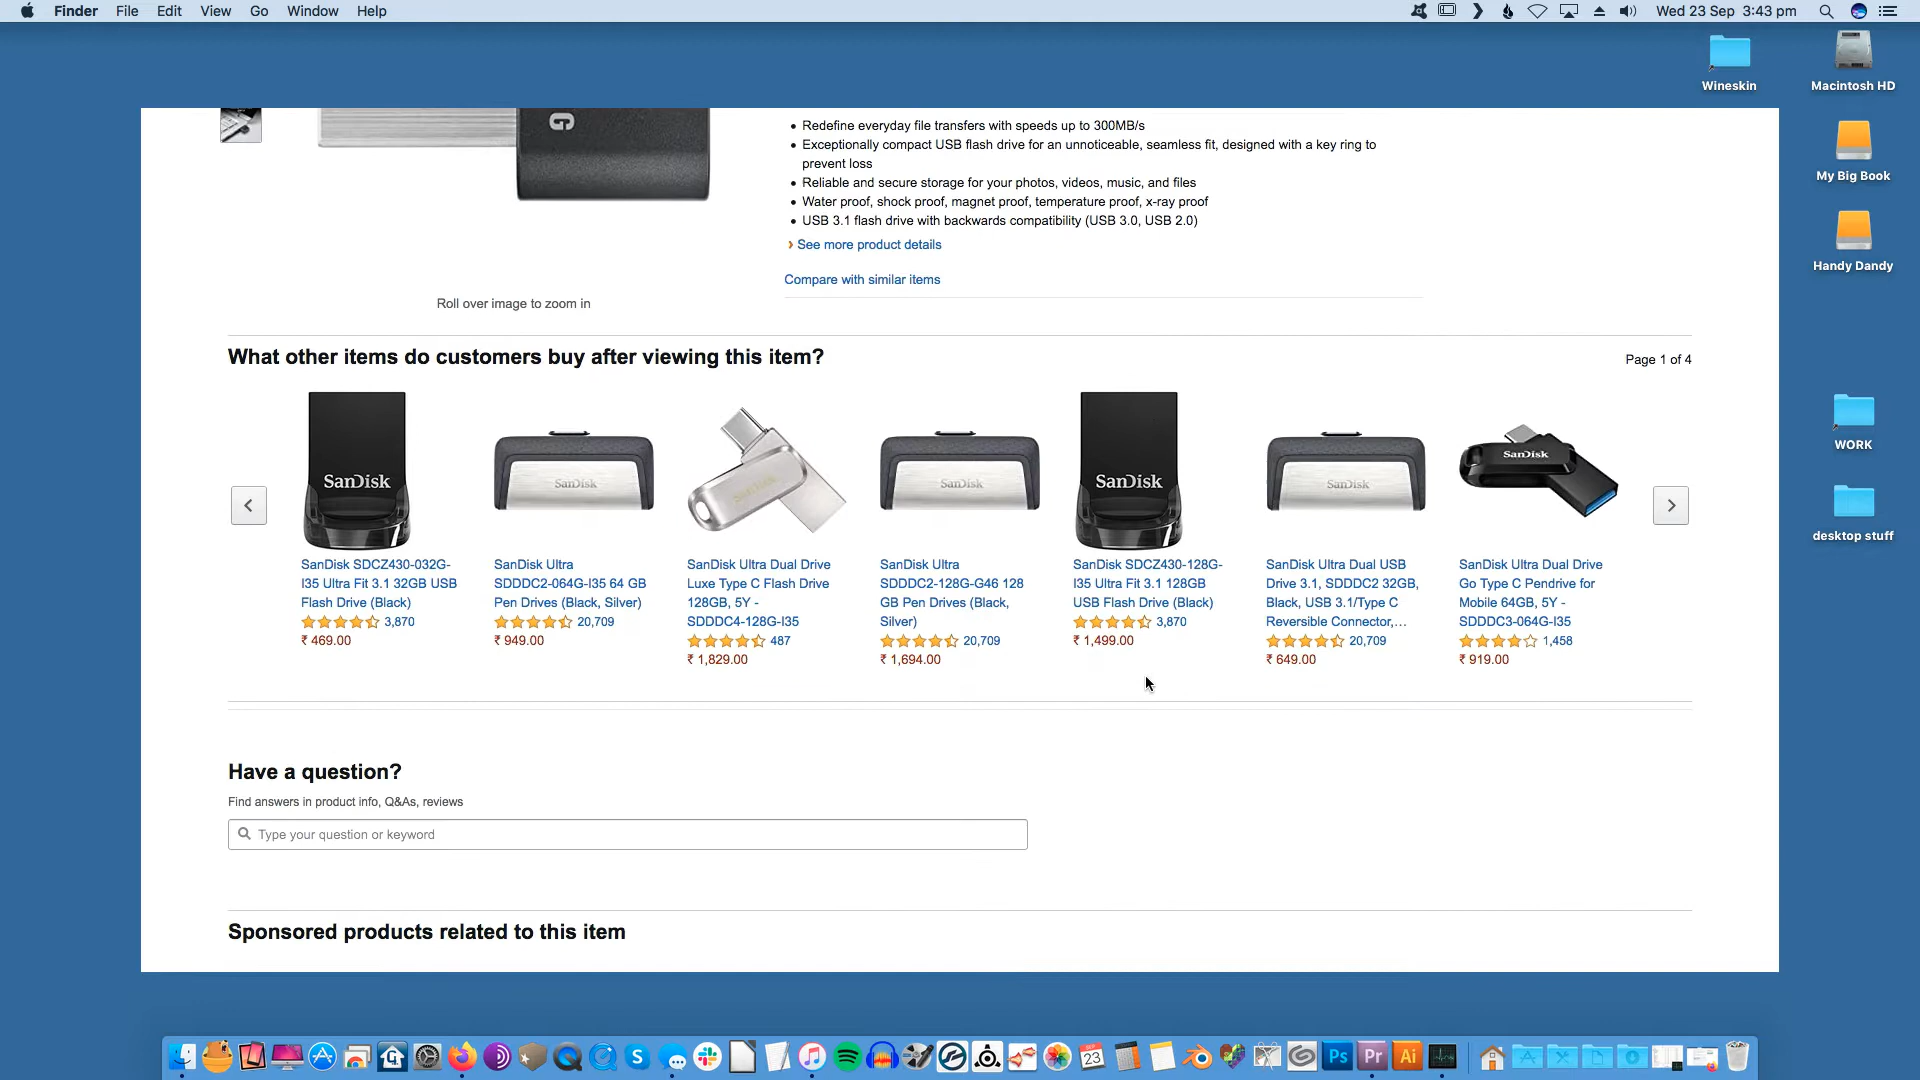 Finder File Edit View Go Window Help
Wed 23 Sep 3:43 pm
Wineskin
Macintosh HD
My Big Book
Handy Dandy
WORK
desktop stuff
G
Redefine everyday file transfers with speeds up to 300MB/s
Exceptionally compact USB flash drive for an unnoticeable, seamless fit, designed with a key ring to
prevent loss
Reliable and secure storage for your photos, videos, music, and files
Water proof, shock proof, magnet proof, temperature proof, x-ray proof
USB 3.1 flash drive with backwards compatibility (USB 3.0, USB 2.0)
› See more product details
Compare with similar items
Roll over image to zoom in
What other items do customers buy after viewing this item?
Page 1 of 4
SanDisk
SanDisk SDCZ430-032G-
I35 Ultra Fit 3.1 32GB USB
Flash Drive (Black)
3,870
₹ 469.00
SanDisk
SanDisk Ultra
SDDDC2-064G-I35 64 GB
Pen Drives (Black, Silver)
20,709
₹ 949.00
SanDisk
SanDisk Ultra Dual Drive
Luxe Type C Flash Drive
128GB, 5Y -
SDDDC4-128G-I35
487
₹ 1,829.00
SanDisk
SanDisk Ultra
SDDDC2-128G-G46 128
GB Pen Drives (Black,
Silver)
20,709
₹ 1,694.00
SanDisk
SanDisk SDCZ430-128G-
I35 Ultra Fit 3.1 128GB
USB Flash Drive (Black)
3,870
₹ 1,499.00
SanDisk
SanDisk Ultra Dual USB
Drive 3.1, SDDDC2 32GB,
Black, USB 3.1/Type C
Reversible Connector,...
20,709
₹ 649.00
SanDisk
SanDisk Ultra Dual Drive
Go Type C Pendrive for
Mobile 64GB, 5Y -
SDDDC3-064G-I35
1,458
₹ 919.00
Have a question?
Find answers in product info, Q&As, reviews
Type your question or keyword
Sponsored products related to this item
23
Ps
Pr
Ai